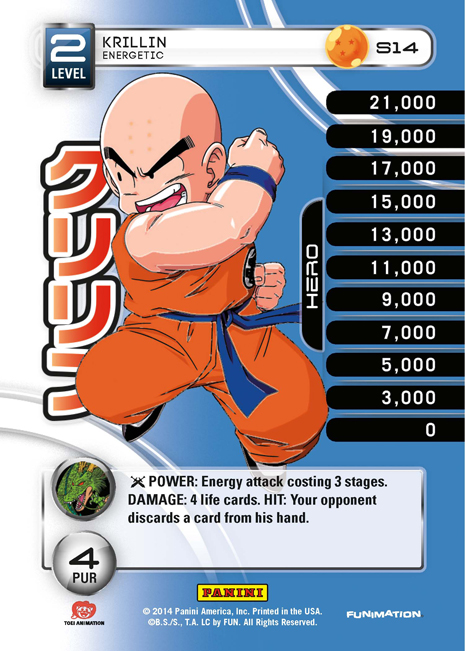 2
LEVEL
KRILLIN
ENERGETIC
S14
クリリン
HERO
21,000
19,000
17,000
15,000
13,000
11,000
9,000
7,000
5,000
3,000
0
POWER: Energy attack costing 3 stages.
DAMAGE: 4 life cards. HIT: Your opponent
discards a card from his hand.
4
PUR
PANINI
TOEI ANIMATION
© 2014 Panini America, Inc. Printed in the USA.
©B.S./S., T.A. LC by FUN. All Rights Reserved.
FUNIMATION